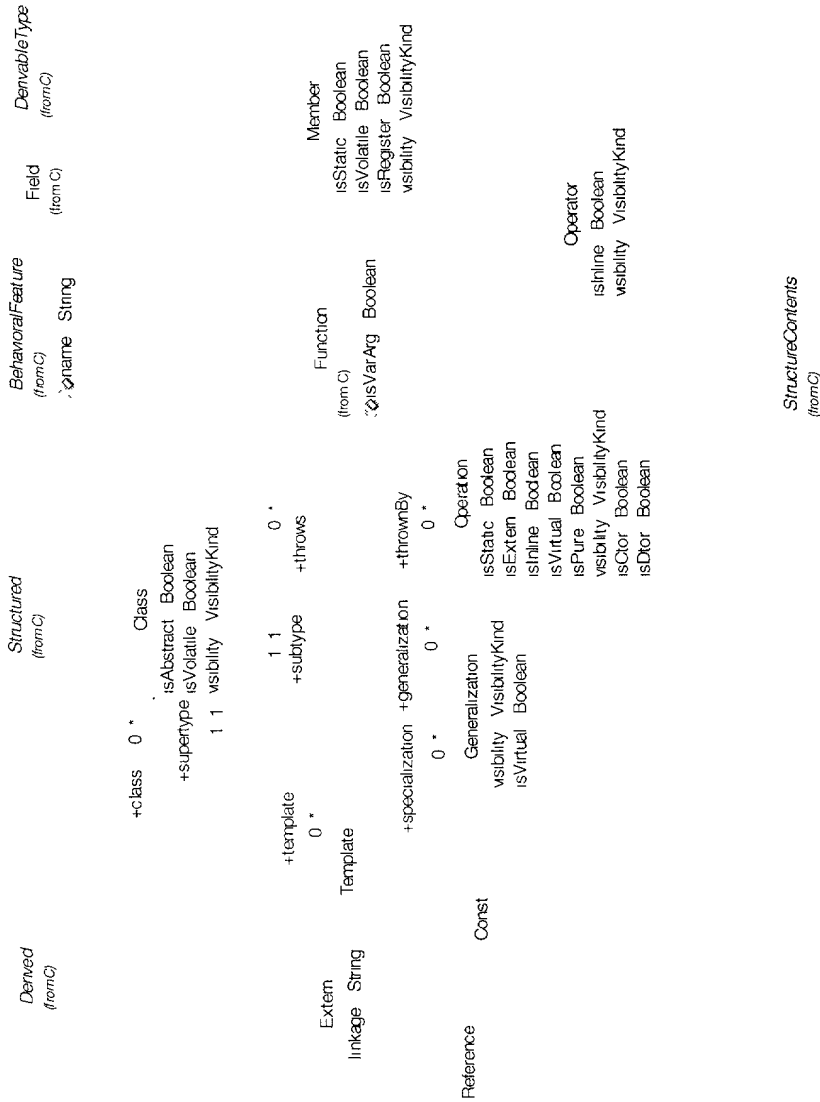 Derived
(from C)
Structured
(from C)
BehavioralFeature
(from C)
name String
Field
(from C)
DerivableType
(from C)
+class 0 *
Class
isAbstract Boolean
isVolatile Boolean
visibility VisibilityKind
+supertype
1 1
Extern
linkage String
+template
0 *
Template
1 1
+subtype
0 *
+throws
Function
(from C)
isVarArg Boolean
Member
isStatic Boolean
isVolatile Boolean
isRegister Boolean
visibility VisibilityKind
+specialization
0 *
+generalization
0 *
+thrownBy
0 *
Reference
Const
Generalization
visibility VisibilityKind
isVirtual Boolean
Operation
isStatic Boolean
isExtern Boolean
isInline Boolean
isVirtual Boolean
isPure Boolean
visibility VisibilityKind
isCtor Boolean
isDtor Boolean
Operator
isInline Boolean
visibility VisibilityKind
StructureContents
(from C)